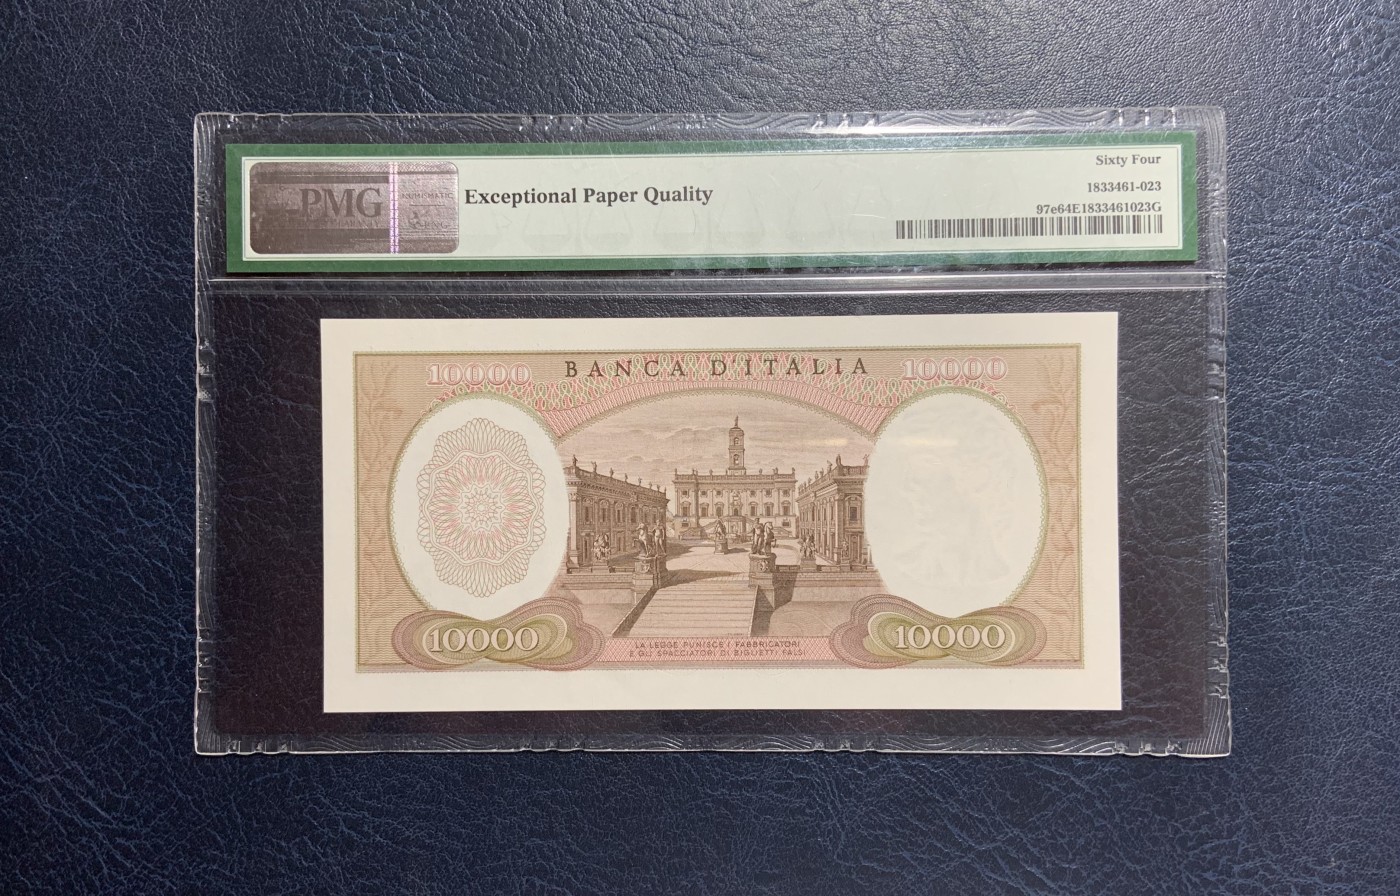 PMG
NUMISMATIC
Exceptional Paper Quality
Sixty Four
1833461-023
97e64E1833461023G
10000 BANCA D'ITALIA 10000
10000 10000
LA LEGGE PUNISCE I FABBRICATORI
E GLI SPACCIATORI DI BIGLIETTI FALSI